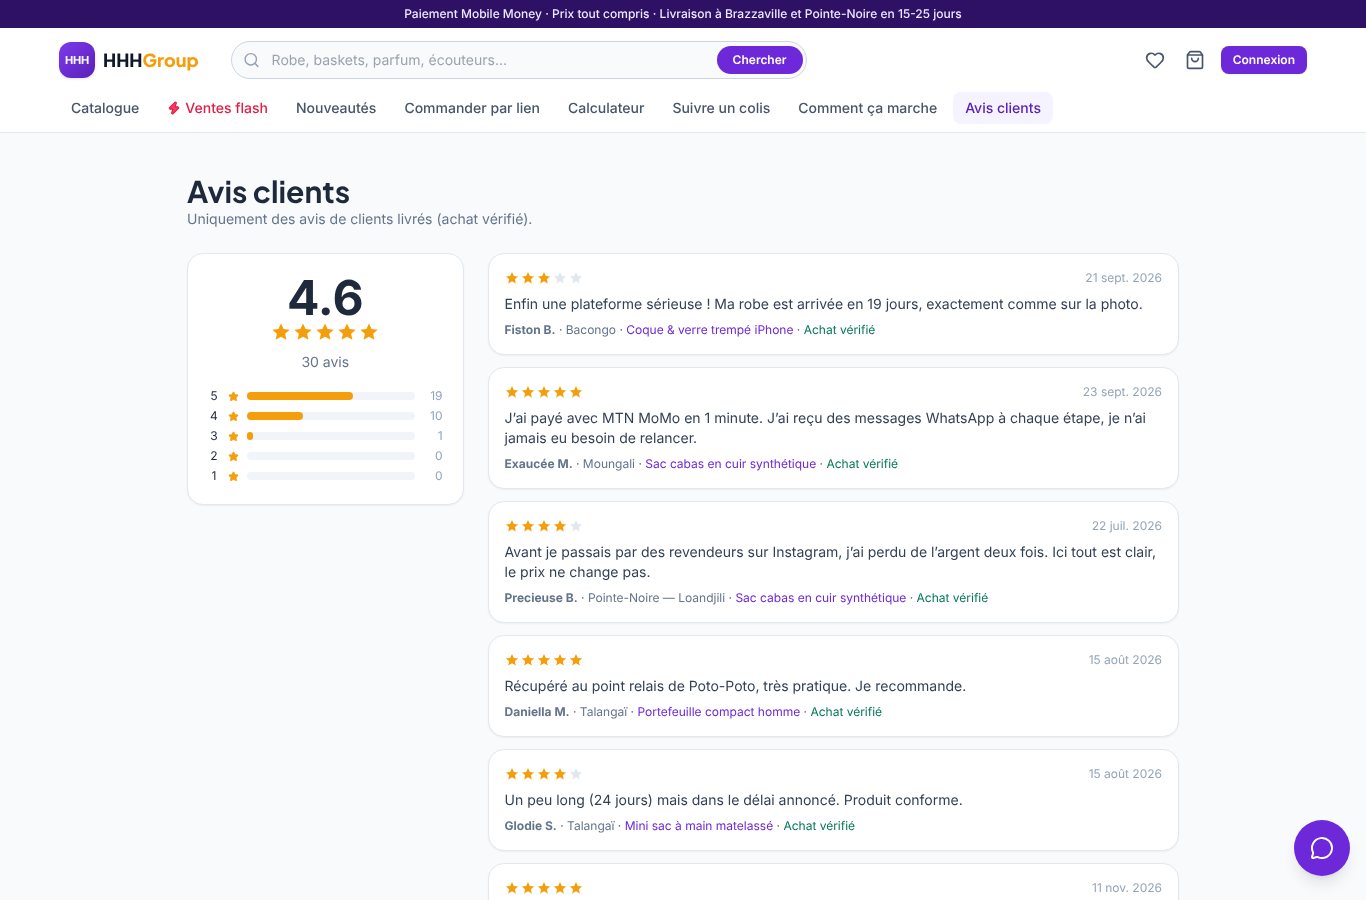 Paiement Mobile Money · Prix tout compris · Livraison à Brazzaville et Pointe-Noire en 15-25 jours
HHH
HHHGroup
Robe, baskets, parfum, écouteurs...
Chercher
Connexion
Catalogue
Ventes flash
Nouveautés
Commander par lien
Calculateur
Suivre un colis
Comment ça marche
Avis clients
Avis clients
Uniquement des avis de clients livrés (achat vérifié).
4.6
30 avis
5 19
4 10
3 1
2 0
1 0
21 sept. 2026
Enfin une plateforme sérieuse ! Ma robe est arrivée en 19 jours, exactement comme sur la photo.
Fiston B. · Bacongo · Coque & verre trempé iPhone · Achat vérifié
23 sept. 2026
J’ai payé avec MTN MoMo en 1 minute. J’ai reçu des messages WhatsApp à chaque étape, je n’ai
jamais eu besoin de relancer.
Exaucée M. · Moungali · Sac cabas en cuir synthétique · Achat vérifié
22 juil. 2026
Avant je passais par des revendeurs sur Instagram, j’ai perdu de l’argent deux fois. Ici tout est clair,
le prix ne change pas.
Precieuse B. · Pointe-Noire — Loandjili · Sac cabas en cuir synthétique · Achat vérifié
15 août 2026
Récupéré au point relais de Poto-Poto, très pratique. Je recommande.
Daniella M. · Talangaï · Portefeuille compact homme · Achat vérifié
15 août 2026
Un peu long (24 jours) mais dans le délai annoncé. Produit conforme.
Glodie S. · Talangaï · Mini sac à main matelassé · Achat vérifié
11 nov. 2026